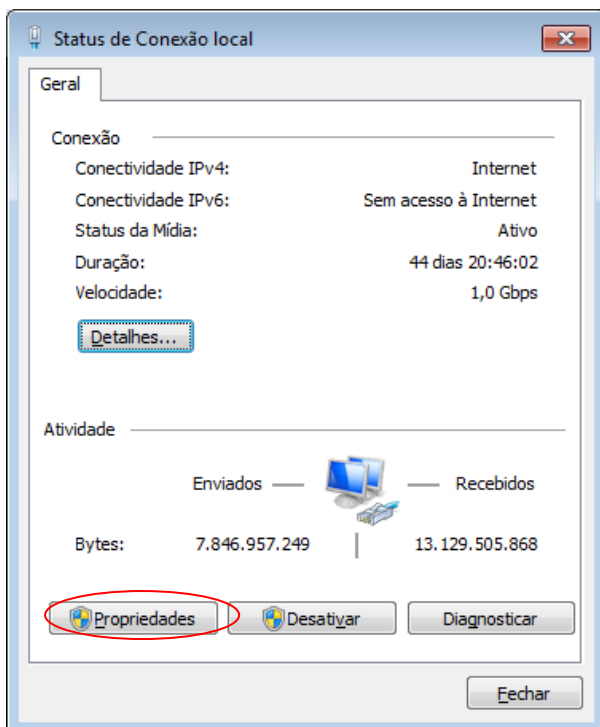 Status de Conexão local
Geral
Conexão
Conectividade IPv4: Internet
Conectividade IPv6: Sem acesso à Internet
Status da Mídia: Ativo
Duração: 44 dias 20:46:02
Velocidade: 1,0 Gbps
Detalhes...
Atividade
Enviados Recebidos
Bytes: 7.846.957.249 13.129.505.868
Propriedades Desativar Diagnosticar
Fechar